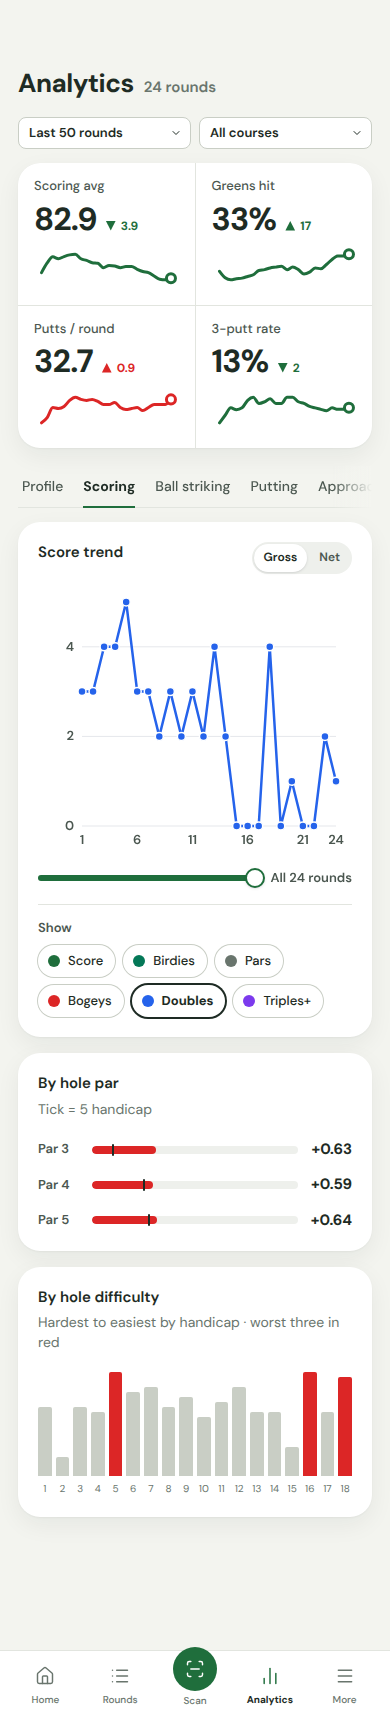 Analytics 24 rounds
Last 50 rounds All courses
Scoring avg Greens hit
82.9 ▼ 3.9 33% ▲ 17
Putts / round 3-putt rate
32.7 ▲ 0.9 13% ▼ 2
Profile Scoring Ball striking Putting Approa
Score trend Gross Net
4
2
0
1 6 11 16 21 24
All 24 rounds
Show
Score Birdies Pars
Bogeys Doubles Triples+
By hole par
Tick = 5 handicap
Par 3 +0.63
Par 4 +0.59
Par 5 +0.64
By hole difficulty
Hardest to easiest by handicap · worst three in
red
1 2 3 4 5 6 7 8 9 10 11 12 13 14 15 16 17 18
Home Rounds Scan Analytics More